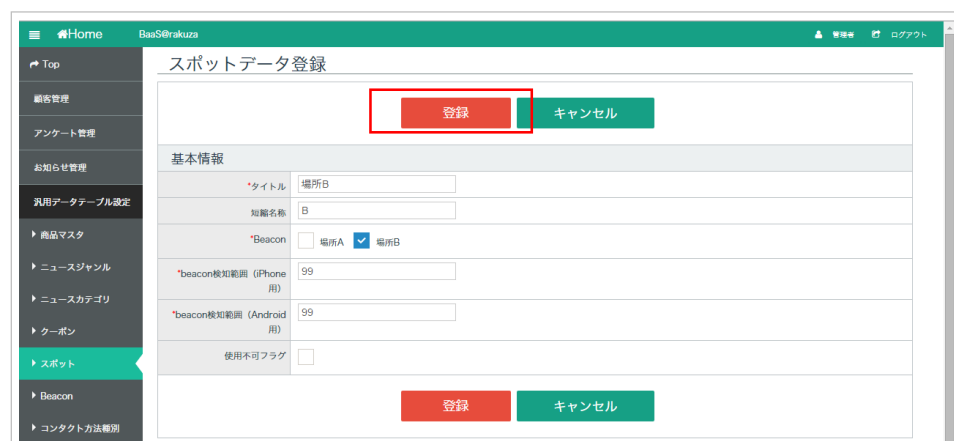 Home BaaS@rakuza 管理者 ログアウト
Top
顧客管理
アンケート管理
お知らせ管理
汎用データテーブル設定
商品マスタ
ニュースジャンル
ニュースカテゴリ
クーポン
スポット
Beacon
コンタクト方法種別
スポットデータ登録
登録 キャンセル
基本情報
*タイトル 場所B
短縮名称 B
*Beacon 場所A 場所B
*beacon検知範囲（iPhone 99
用）
*beacon検知範囲（Android 99
用）
使用不可フラグ
登録 キャンセル